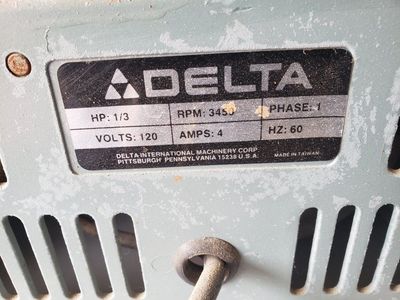 DELTA
HP: 1/3 RPM: 3450 PHASE: 1
VOLTS: 120 AMPS: 4 HZ: 60
DELTA INTERNATIONAL MACHINERY CORP.
PITTSBURGH PENNSYLVANIA 15238 U.S.A. MADE IN TAIWAN